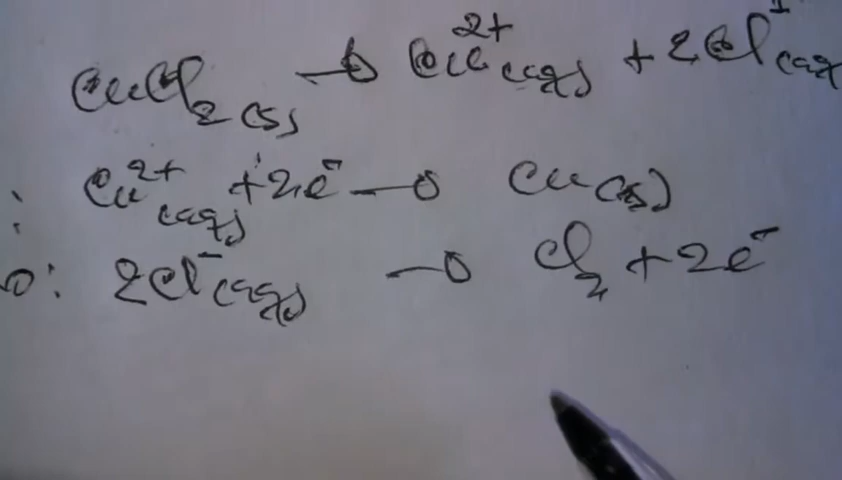 CuCl₂(s) → Cu²⁺(aq) + 2Cl⁻(aq
: Cu²⁺(aq) + 2e⁻ → Cu(s)
o: 2Cl⁻(aq) → Cl₂ + 2e⁻